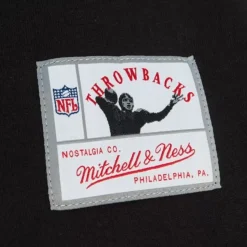 THROWBACKS
NFL
NOSTALGIA CO.
Mitchell & Ness
PHILADELPHIA, PA.